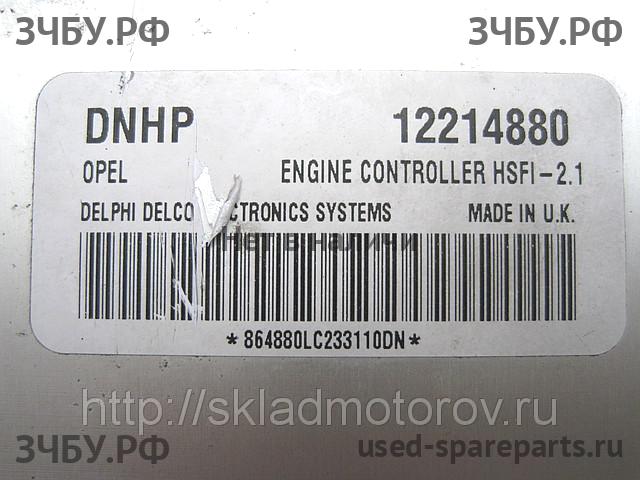 ЗЧБУ.РФ ЗЧБУ.РФ
DNHP 12214880
OPEL ENGINE CONTROLLER HSFI-2.1
DELPHI DELCO CTRONICS SYSTEMS MADE IN U.K.
Нет в наличии
*864880LC233110DN*
http://skladmotorov.ru
ЗЧБУ.РФ used-spareparts.ru